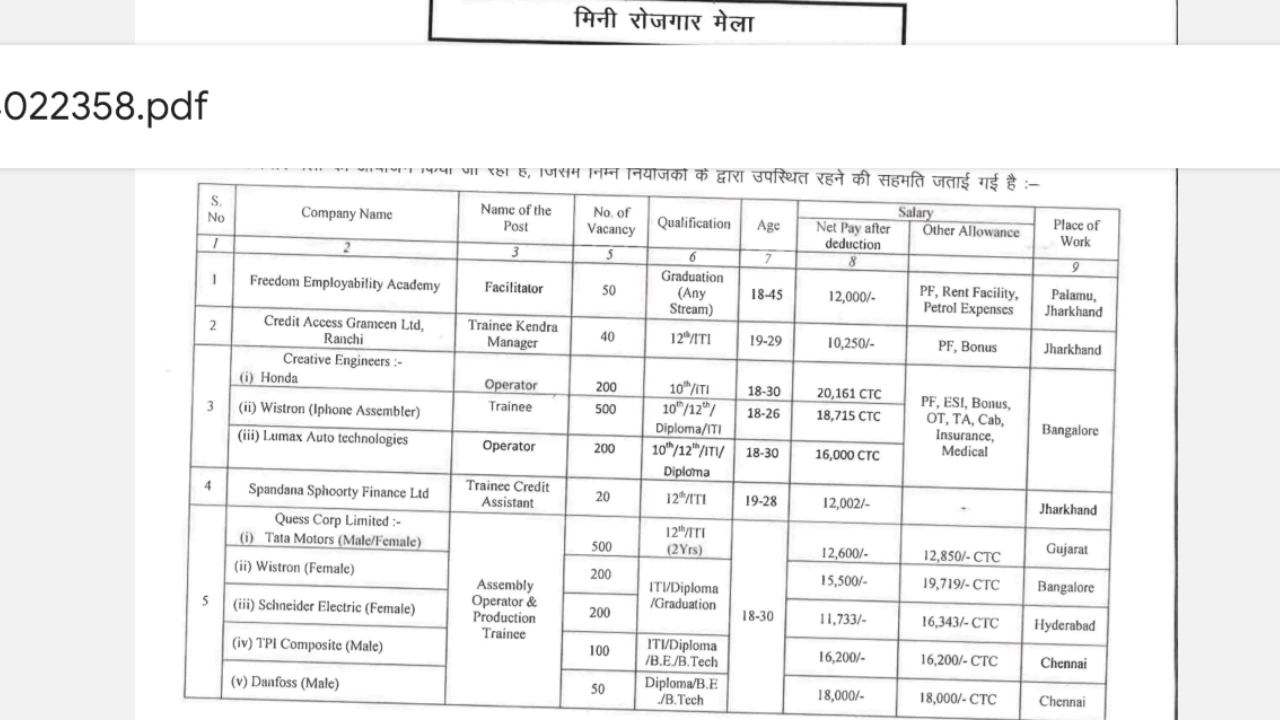 मिनी रोजगार मेला
022358.pdf
जा रहा है, जिसमें निम्न नियोजकों के द्वारा उपस्थित रहने की सहमति जताई गई है :–
S. No | Company Name | Name of the Post | No. of Vacancy | Qualification | Age | Salary | Place of Work
Net Pay after deduction | Other Allowance
1 | 2 | 3 | 5 | 6 | 7 | 8 | 9
1 | Freedom Employability Academy | Facilitator | 50 | Graduation (Any Stream) | 18-45 | 12,000/- | PF, Rent Facility, Petrol Expenses | Palamu, Jharkhand
2 | Credit Access Grameen Ltd, Ranchi | Trainee Kendra Manager | 40 | 12th/ITI | 19-29 | 10,250/- | PF, Bonus | Jharkhand
3 | Creative Engineers :-
(i) Honda | Operator | 200 | 10th/ITI | 18-30 | 20,161 CTC | PF, ESI, Bonus, OT, TA, Cab, Insurance, Medical | Bangalore
(ii) Wistron (Iphone Assembler) | Trainee | 500 | 10th/12th/ Diploma/ITI | 18-26 | 18,715 CTC
(iii) Lumax Auto technologies | Operator | 200 | 10th/12th/ITI/ Diploma | 18-30 | 16,000 CTC
4 | Spandana Sphoorty Finance Ltd | Trainee Credit Assistant | 20 | 12th/ITI | 19-28 | 12,002/- | - | Jharkhand
5 | Quess Corp Limited :-
(i) Tata Motors (Male/Female) | Assembly Operator & Production Trainee | 500 | 12th/ITI (2Yrs) | 18-30 | 12,600/- | 12,850/- CTC | Gujarat
(ii) Wistron (Female) | 200 | ITI/Diploma /Graduation | 15,500/- | 19,719/- CTC | Bangalore
(iii) Schneider Electric (Female) | 200 | 11,733/- | 16,343/- CTC | Hyderabad
(iv) TPI Composite (Male) | 100 | ITI/Diploma /B.E./B.Tech | 16,200/- | 16,200/- CTC | Chennai
(v) Danfoss (Male) | 50 | Diploma/B.E ./B.Tech | 18,000/- | 18,000/- CTC | Chennai